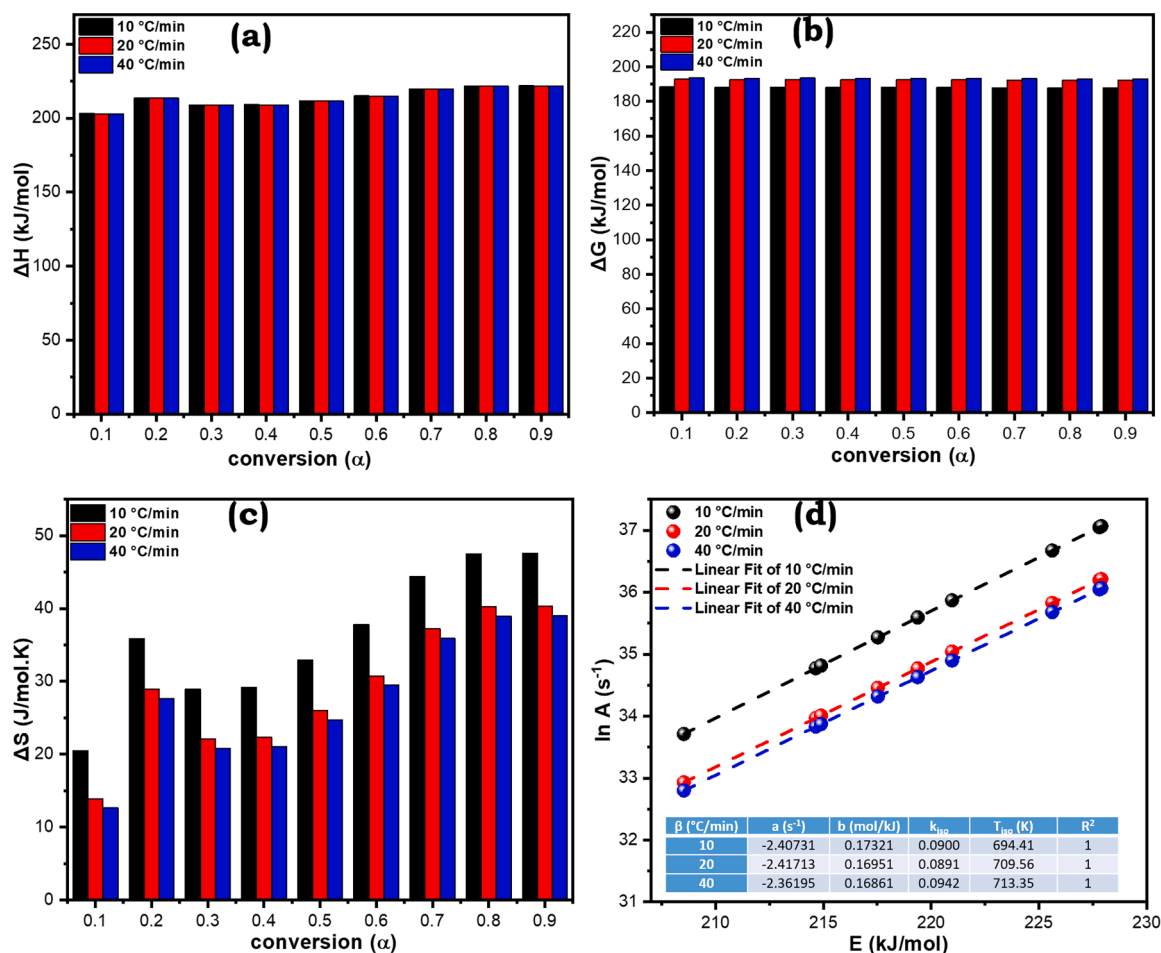 (a)
10 °C/min
20 °C/min
40 °C/min
250
200
150
100
50
0
ΔH (kJ/mol)
0.1 0.2 0.3 0.4 0.5 0.6 0.7 0.8 0.9
conversion (α)
(b)
10 °C/min
20 °C/min
40 °C/min
220
200
180
160
140
120
100
80
60
40
20
0
ΔG (kJ/mol)
0.1 0.2 0.3 0.4 0.5 0.6 0.7 0.8 0.9
conversion (α)
(c)
10 °C/min
20 °C/min
40 °C/min
50
40
30
20
10
0
ΔS (J/mol.K)
0.1 0.2 0.3 0.4 0.5 0.6 0.7 0.8 0.9
conversion (α)
(d)
10 °C/min
20 °C/min
40 °C/min
Linear Fit of 10 °C/min
Linear Fit of 20 °C/min
Linear Fit of 40 °C/min
37
36
35
34
33
32
31
ln A (s⁻¹)
β (°C/min) a (s⁻¹) b (mol/kJ) kiso Tiso (K) R²
10 -2.40731 0.17321 0.0900 694.41 1
20 -2.41713 0.16951 0.0891 709.56 1
40 -2.36195 0.16861 0.0942 713.35 1
210 215 220 225 230
E (kJ/mol)